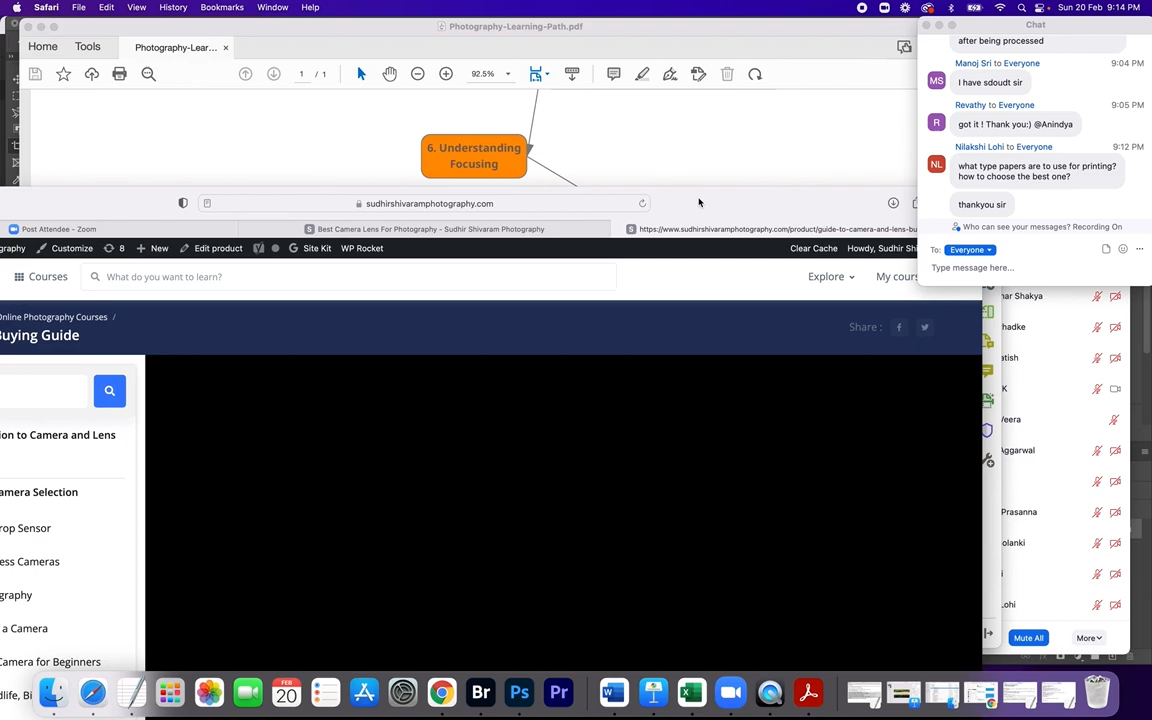 Safari File Edit View History Bookmarks Window Help
Sun 20 Feb 9:14 PM
Photography-Learning-Path.pdf
Chat
Home Tools Photography-Lear... ×
after being processed
Manoj Sri to Everyone 9:04 PM
MS
I have sdoudt sir
1 / 1 92.5%
Revathy to Everyone 9:05 PM
R
got it ! Thank you:) @Anindya
6. Understanding
Focusing
Nilakshi Lohi to Everyone 9:12 PM
NL
what type papers are to use for printing?
how to choose the best one?
thankyou sir
Who can see your messages? Recording On
To: Everyone
Type message here...
sudhirshivaramphotography.com
Post Attendee - Zoom
Best Camera Lens For Photography - Sudhir Shivaram Photography
https://www.sudhirshivaramphotography.com/product/guide-to-camera-and-lens-bu
graphy Customize 8 + New Edit product Site Kit WP Rocket Clear Cache Howdy, Sudhir Shi
Courses What do you want to learn? Explore My cours
Online Photography Courses /
Buying Guide
Share :
ion to Camera and Lens
amera Selection
rop Sensor
ess Cameras
graphy
a Camera
Camera for Beginners
dlife, Bi
nar Shakya
hadke
atish
K
Veera
Aggarwal
Prasanna
olanki
i
Lohi
Mute All More
FEB
20
Br Ps Pr